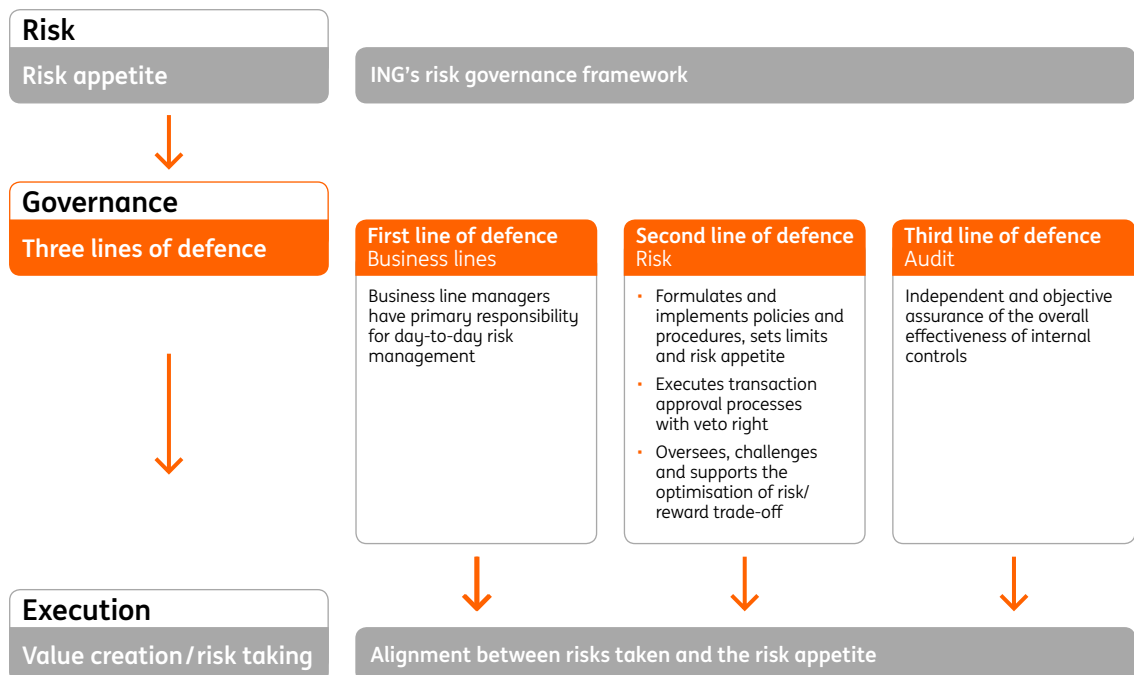 Risk
Risk appetite
ING’s risk governance framework
Governance
Three lines of defence
First line of defence
Business lines
Business line managers
have primary responsibility
for day-to-day risk
management
Second line of defence
Risk
• Formulates and
implements policies and
procedures, sets limits
and risk appetite
• Executes transaction
approval processes
with veto right
• Oversees, challenges
and supports the
optimisation of risk/
reward trade-off
Third line of defence
Audit
Independent and objective
assurance of the overall
effectiveness of internal
controls
Execution
Value creation/risk taking
Alignment between risks taken and the risk appetite